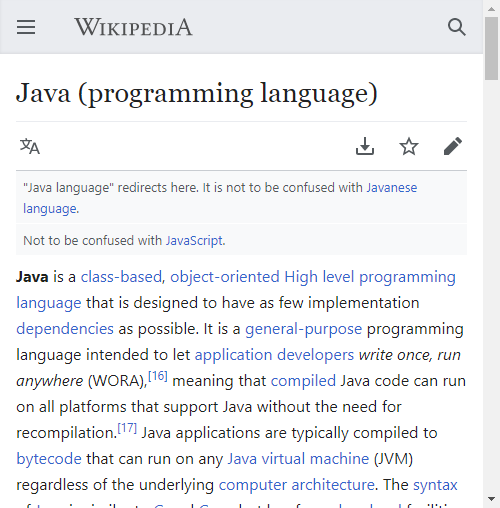 WIKIPEDIA
Java (programming language)
"Java language" redirects here. It is not to be confused with Javanese
language.
Not to be confused with JavaScript.
Java is a class-based, object-oriented High level programming
language that is designed to have as few implementation
dependencies as possible. It is a general-purpose programming
language intended to let application developers write once, run
anywhere (WORA),[16] meaning that compiled Java code can run
on all platforms that support Java without the need for
recompilation.[17] Java applications are typically compiled to
bytecode that can run on any Java virtual machine (JVM)
regardless of the underlying computer architecture. The syntax